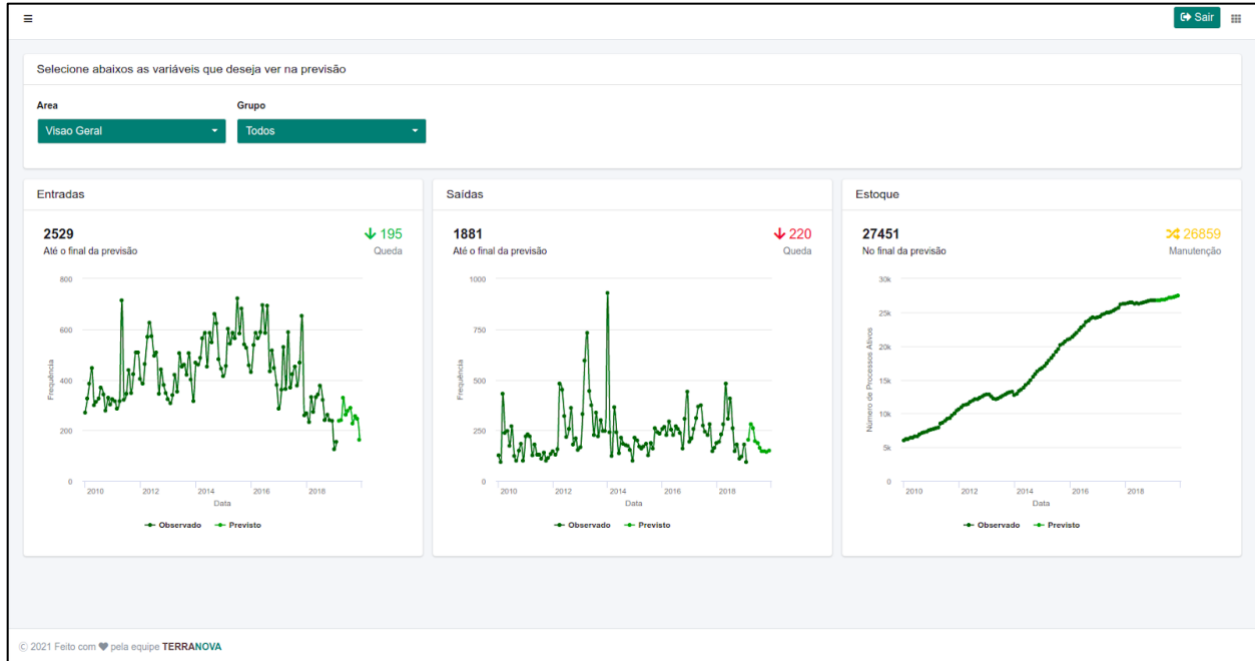 Sair
Selecione abaixos as variáveis que deseja ver na previsão
Area
Grupo
Visao Geral
Todos
Entradas
2529
195
Até o final da previsão
Queda
800
600
400
200
0
Frequência
2010 2012 2014 2016 2018
Data
Observado Previsto
Saídas
1881
220
Até o final da previsão
Queda
1000
750
500
250
0
Frequência
2010 2012 2014 2016 2018
Data
Observado Previsto
Estoque
27451
26859
No final da previsão
Manutenção
30k
25k
20k
15k
10k
5k
0
Número de Processos Ativos
2010 2012 2014 2016 2018
Data
Observado Previsto
© 2021 Feito com ♥ pela equipe TERRANOVA